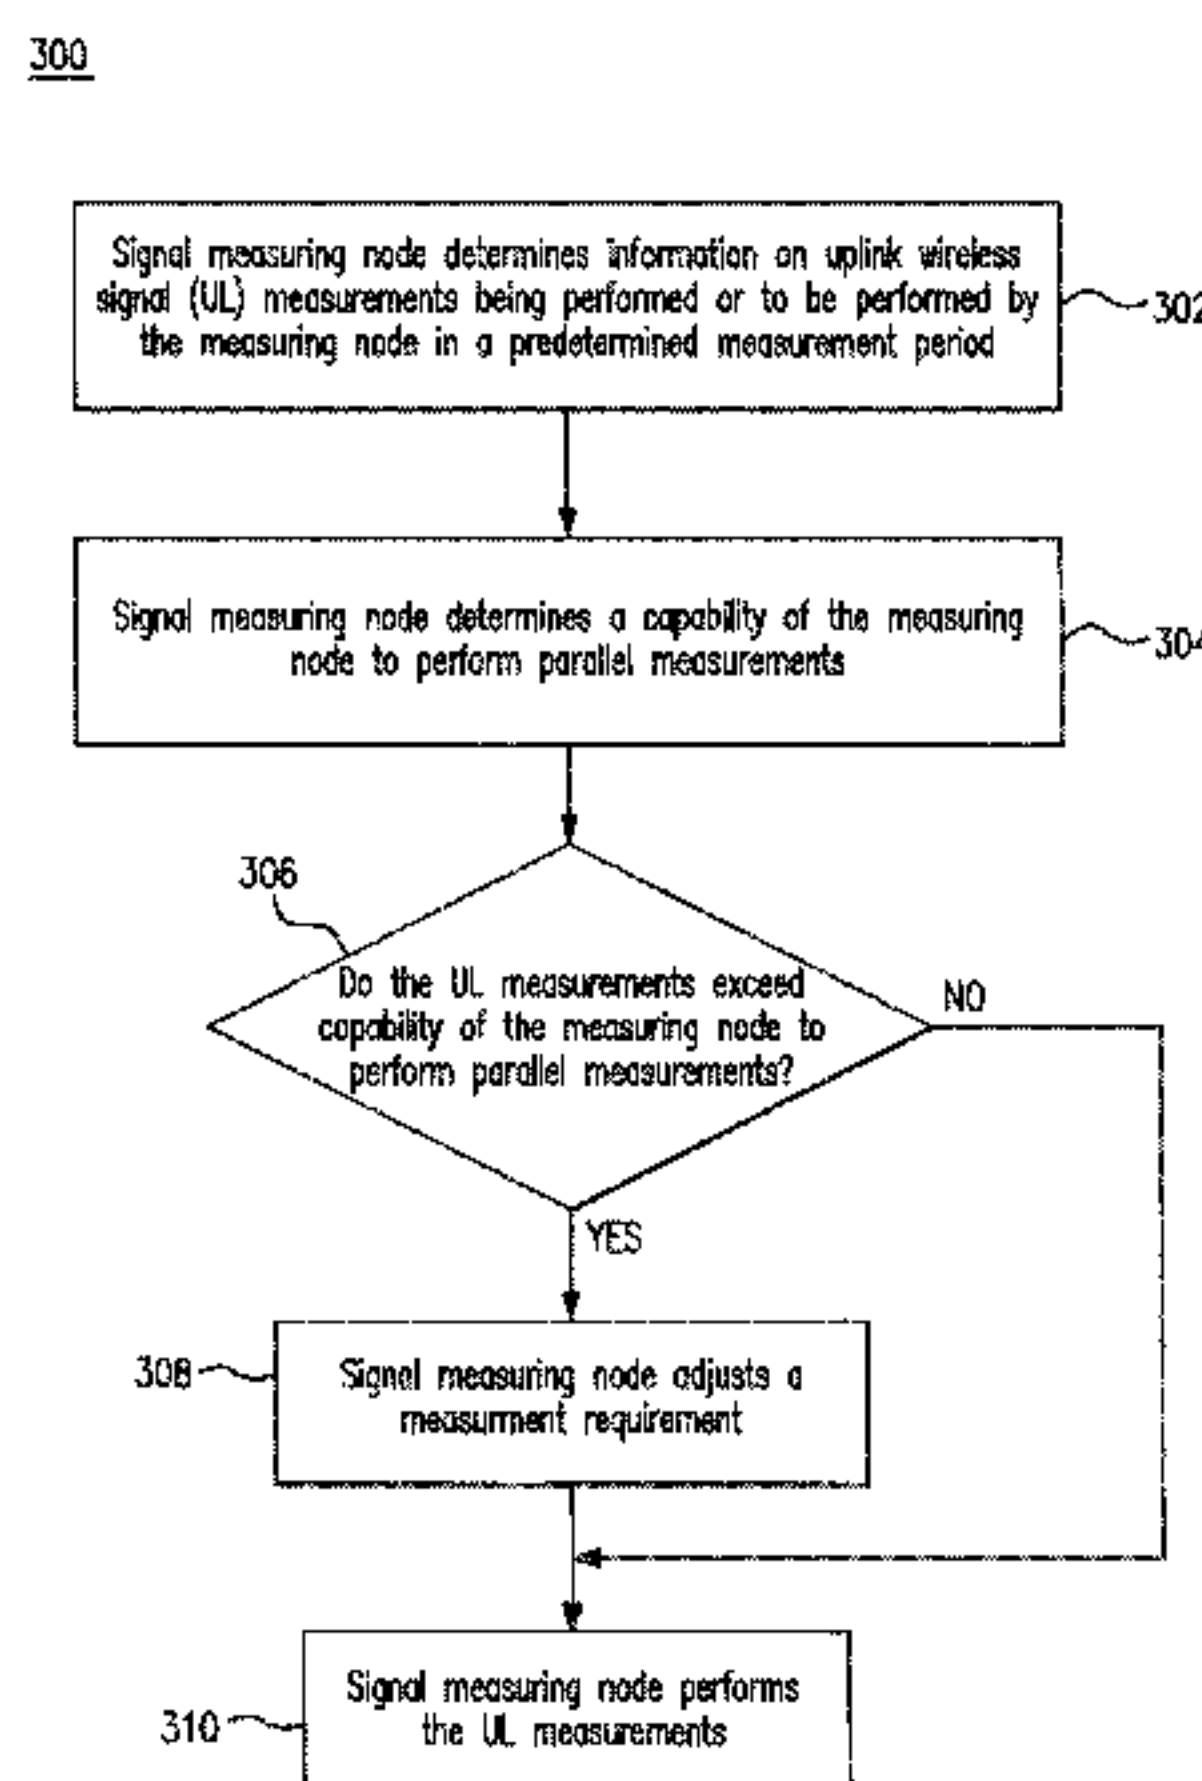 300
Signal measuring node determines information on uplink wireless
signal (UL) measurements being performed or to be performed by
the measuring node in a predetermined measurement period
302
Signal measuring node determines a capability of the measuring
node to perform parallel measurements
304
306
Do the UL measurements exceed
capability of the measuring node to
perform parallel measurements?
NO
YES
308
Signal measuring node adjusts a
measurment requirement
310
Signal measuring node performs
the UL measurements